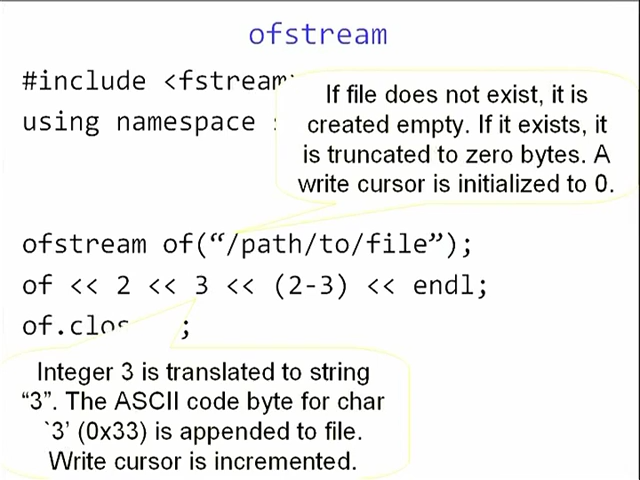 ofstream
#include <fstream>
using namespace
If file does not exist, it is
created empty. If it exists, it
is truncated to zero bytes. A
write cursor is initialized to 0.
ofstream of(“/path/to/file”);
of << 2 << 3 << (2-3) << endl;
of.clos ;
Integer 3 is translated to string
“3”. The ASCII code byte for char
`3’ (0x33) is appended to file.
Write cursor is incremented.